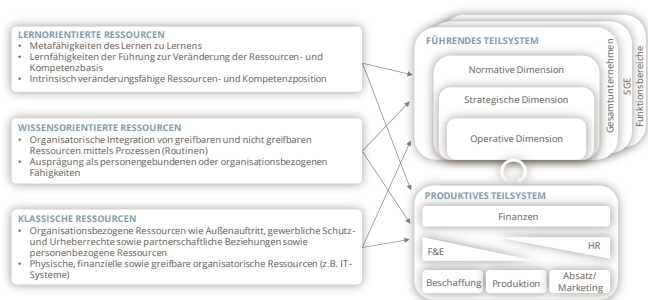 LERNORIENTIERTE RESSOURCEN
• Metafähigkeiten des Lernen zu Lernens
• Lernfähigkeiten der Führung zur Veränderung der Ressourcen- und
Kompetenzbasis
• Intrinsisch veränderungsfähige Ressourcen- und Kompetenzposition
WISSENSORIENTIERTE RESSOURCEN
• Organisatorische Integration von greifbaren und nicht greifbaren
Ressourcen mittels Prozessen (Routinen)
• Ausprägung als personengebundenen oder organisationsbezogenen
Fähigkeiten
KLASSISCHE RESSOURCEN
• Organisationsbezogene Ressourcen wie Außenauftritt, gewerbliche Schutz-
und Urheberrechte sowie partnerschaftliche Beziehungen sowie
personenbezogene Ressourcen
• Physische, finanzielle sowie greifbare organisatorische Ressourcen (z.B. IT-
Systeme)
FÜHRENDES TEILSYSTEM
Normative Dimension
Strategische Dimension
Operative Dimension
Gesamtunternehmen
SGE
Funktionsbereiche
PRODUKTIVES TEILSYSTEM
Finanzen
F&E
HR
Beschaffung
Produktion
Absatz/
Marketing